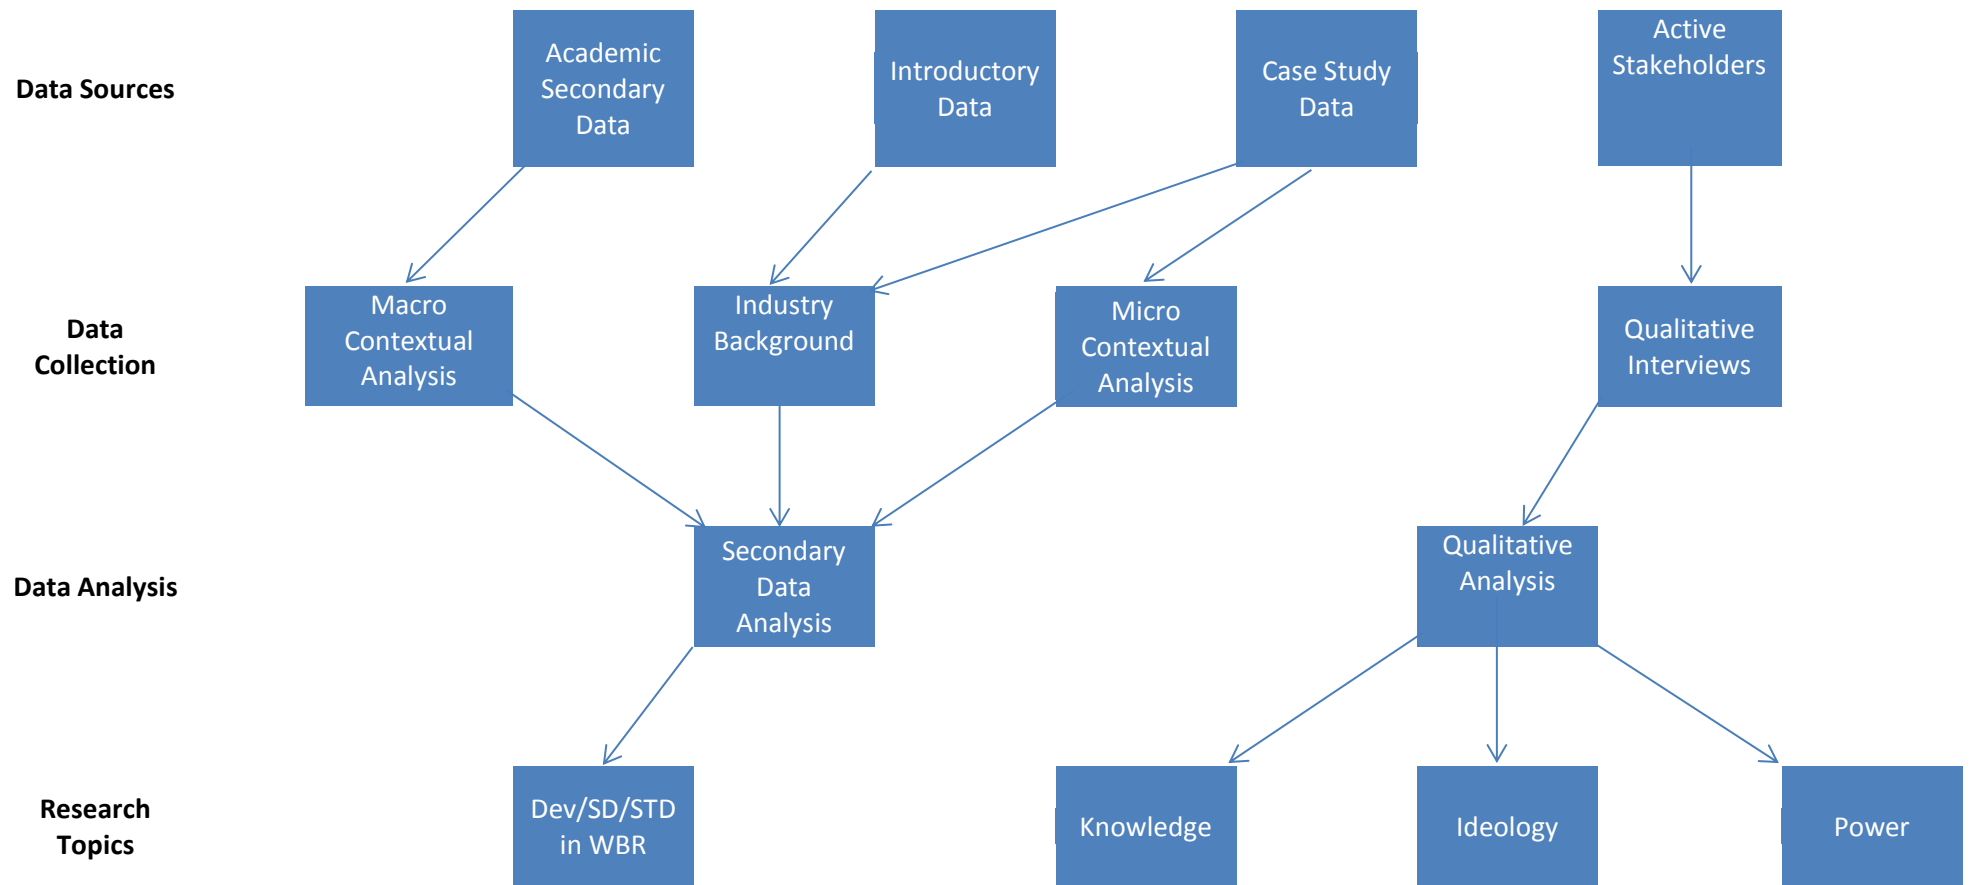 Data Sources
Academic
Secondary
Data
Introductory
Data
Case Study
Data
Active
Stakeholders
Data
Collection
Macro
Contextual
Analysis
Industry
Background
Micro
Contextual
Analysis
Qualitative
Interviews
Data Analysis
Secondary
Data
Analysis
Qualitative
Analysis
Research
Topics
Dev/SD/STD
in WBR
Knowledge
Ideology
Power